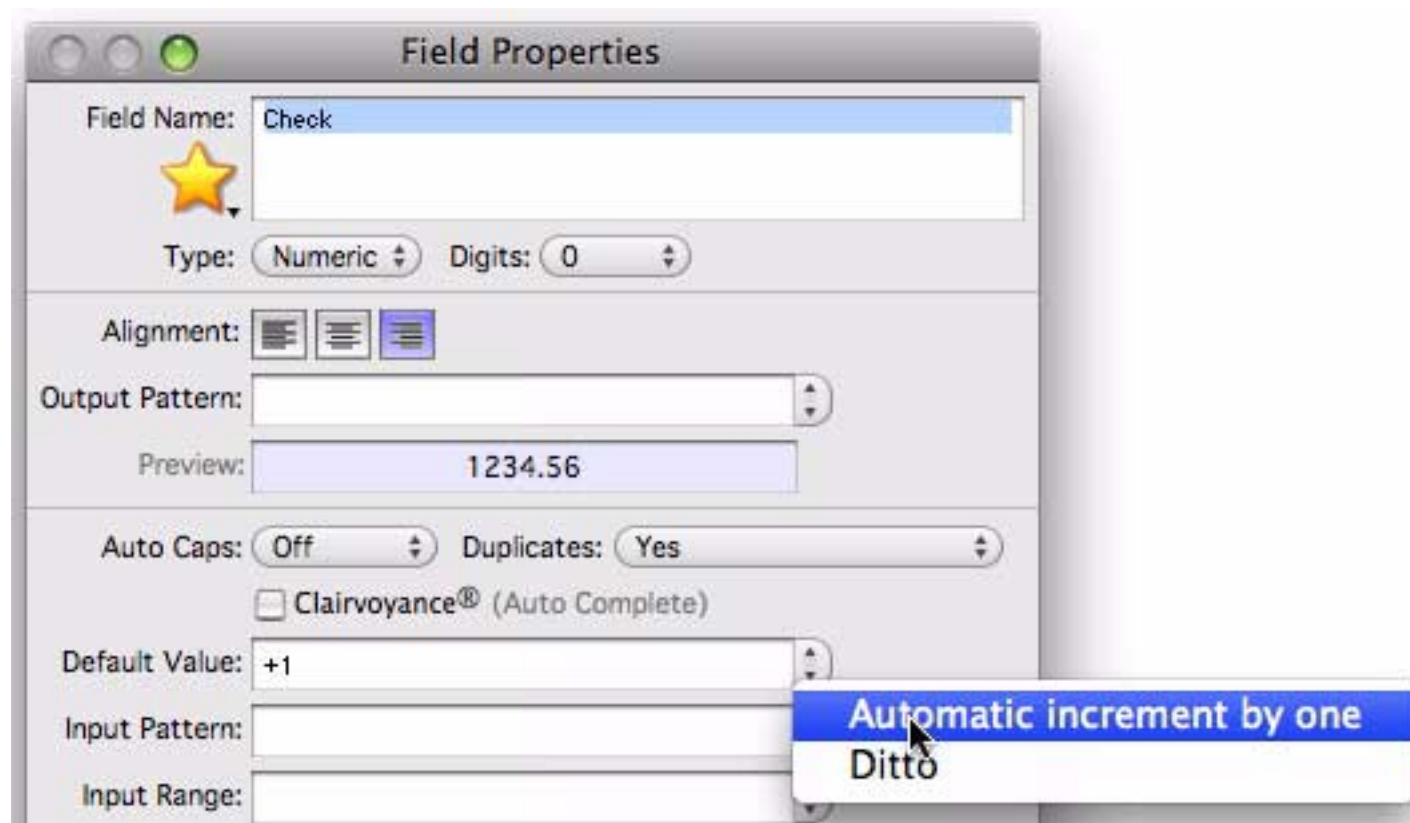 Field Properties
Field Name: Check
Type: Numeric Digits: 0
Alignment:
Output Pattern:
Preview: 1234.56
Auto Caps: Off Duplicates: Yes
Clairvoyance® (Auto Complete)
Default Value: +1
Automatic increment by one
Input Pattern:
Ditto
Input Range: